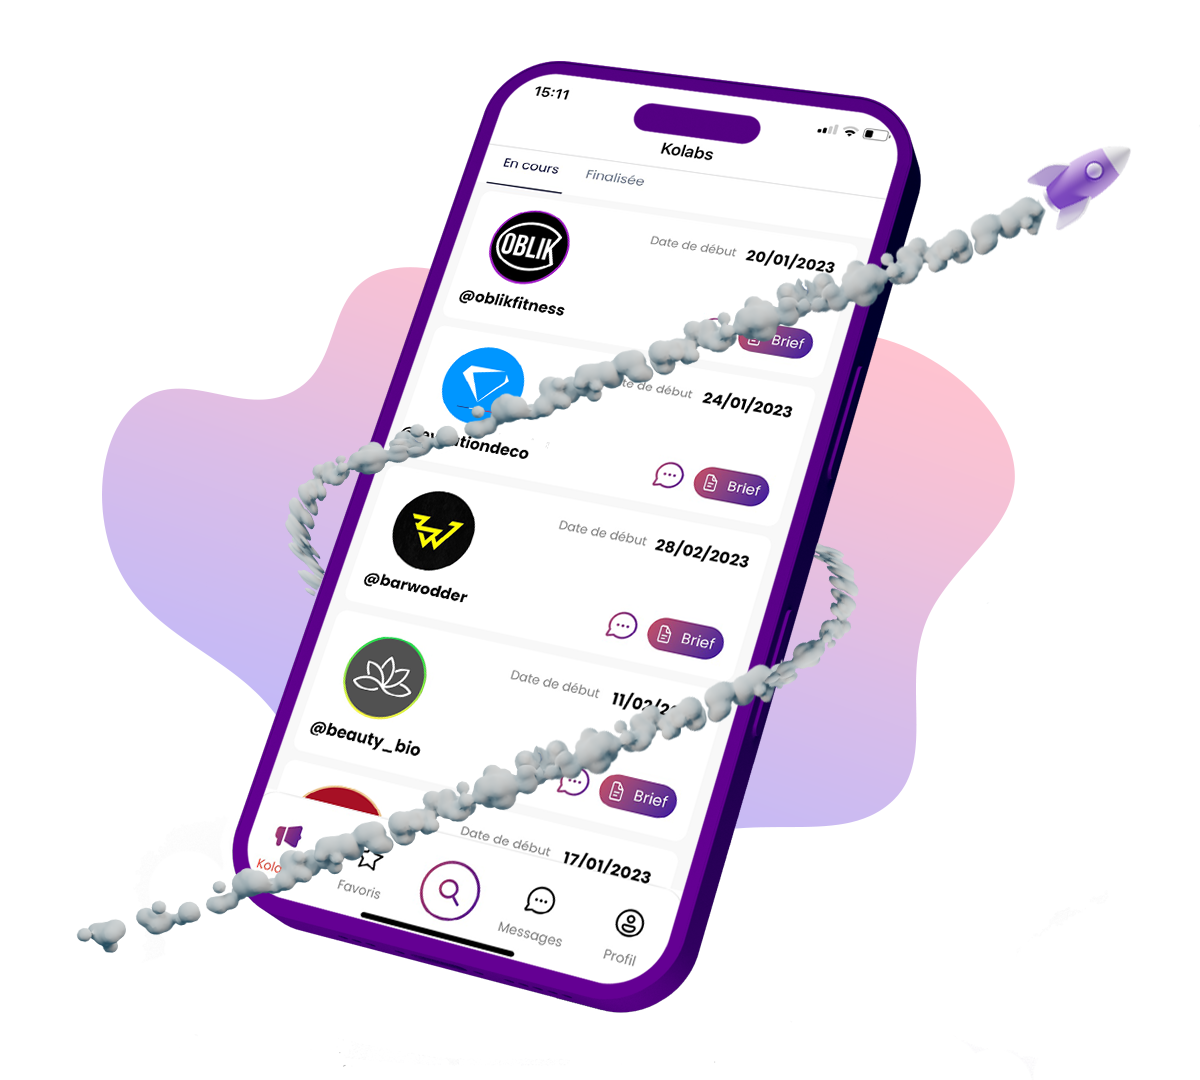 15:11
Kolabs
En cours
Finalisée
OBLIK
Date de début 20/01/2023
@oblikfitness
Brief
de début 24/01/2023
Brief
Date de début 28/02/2023
@barwodder
Brief
Date de début
@beauty_bio
Brief
Date de début 17/01/2023
Favoris
Messages
Profil